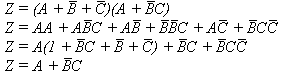 Z = (A + B̅ + C̅)(A + B̅C)
Z = AA + AB̅C + AB̅ + B̅B̅C + AC̅ + B̅CC̅
Z = A(1 + B̅C + B̅ + C̅) + B̅C + B̅CC̅
Z = A + B̅C